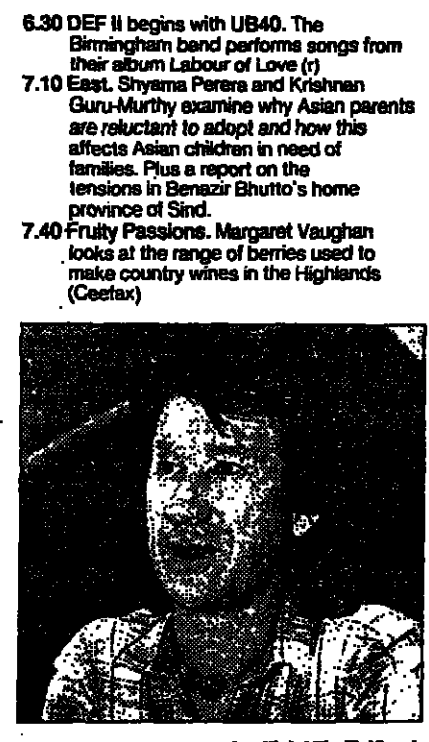 6.30 DEF II begins with UB40. The
Birmingham band performs songs from
their album Labour of Love (r)
7.10 East. Shyama Perera and Krishnan
Guru-Murthy examine why Asian parents
are reluctant to adopt and how this
affects Asian children in need of
families. Plus a report on the
tensions in Benazir Bhutto's home
province of Sind.
7.40 Fruity Passions. Margaret Vaughan
looks at the range of berries used to
make country wines in the Highlands
(Ceefax)